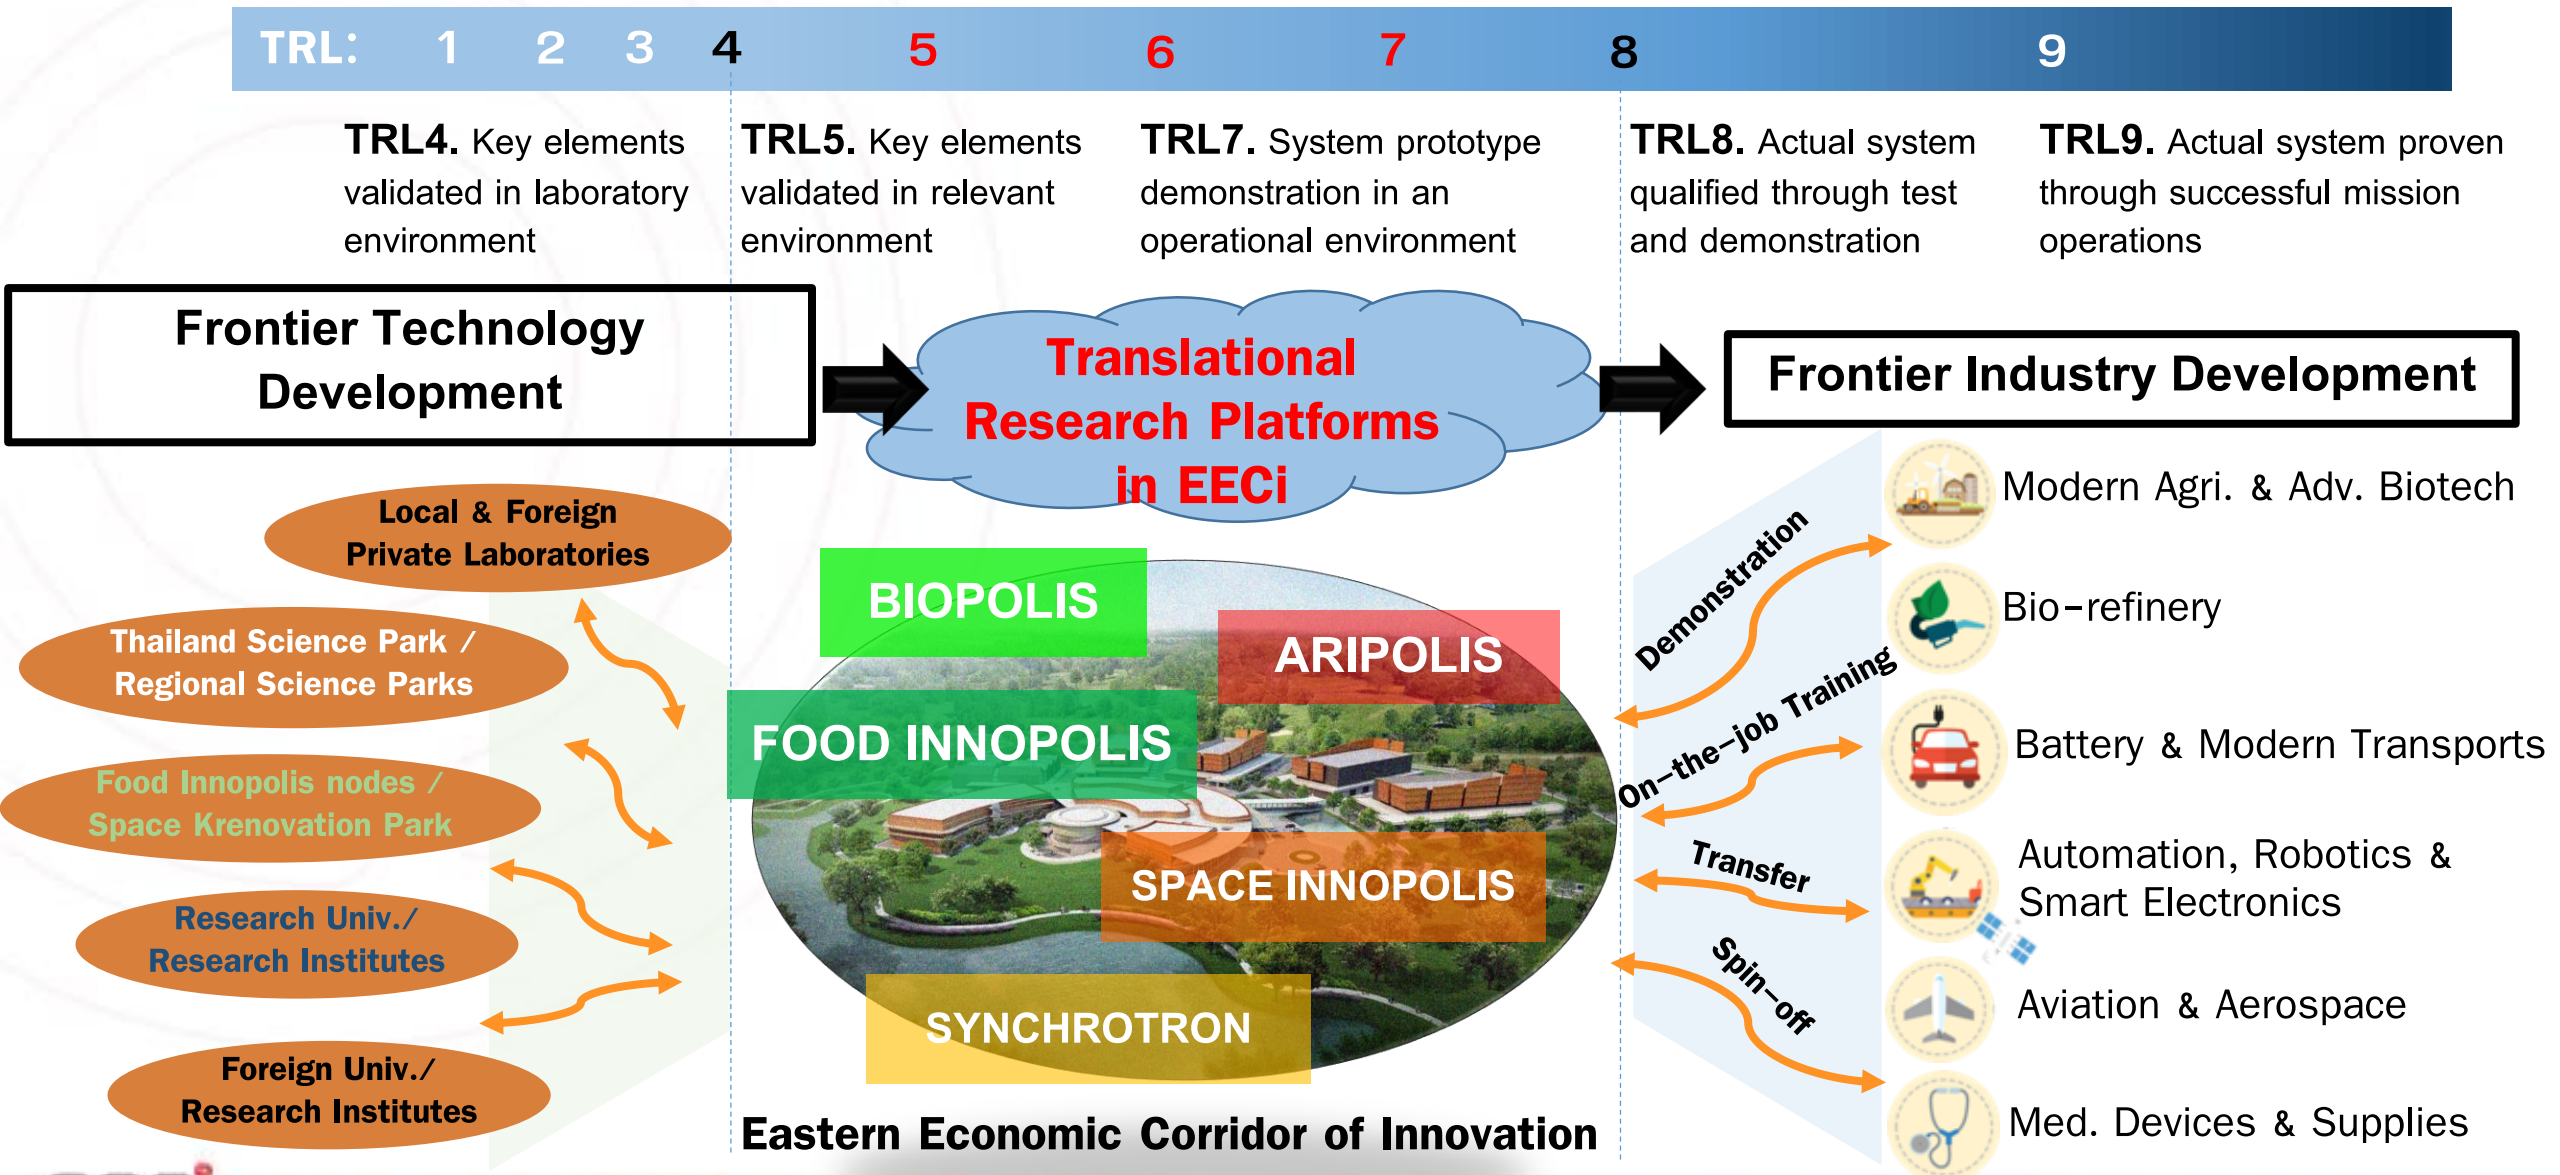 TRL: 1 2 3 4 5 6 7 8 9
TRL4. Key elements
validated in laboratory
environment
TRL5. Key elements
validated in relevant
environment
TRL7. System prototype
demonstration in an
operational environment
TRL8. Actual system
qualified through test
and demonstration
TRL9. Actual system proven
through successful mission
operations
Frontier Technology
Development
Translational
Research Platforms
in EECi
Frontier Industry Development
Local & Foreign
Private Laboratories
Thailand Science Park /
Regional Science Parks
Food Innopolis nodes /
Space Krenovation Park
Research Univ./
Research Institutes
Foreign Univ./
Research Institutes
BIOPOLIS
ARIPOLIS
FOOD INNOPOLIS
SPACE INNOPOLIS
SYNCHROTRON
Eastern Economic Corridor of Innovation
Demonstration
On-the-job Training
Transfer
Spin-off
Modern Agri. & Adv. Biotech
Bio-refinery
Battery & Modern Transports
Automation, Robotics &
Smart Electronics
Aviation & Aerospace
Med. Devices & Supplies